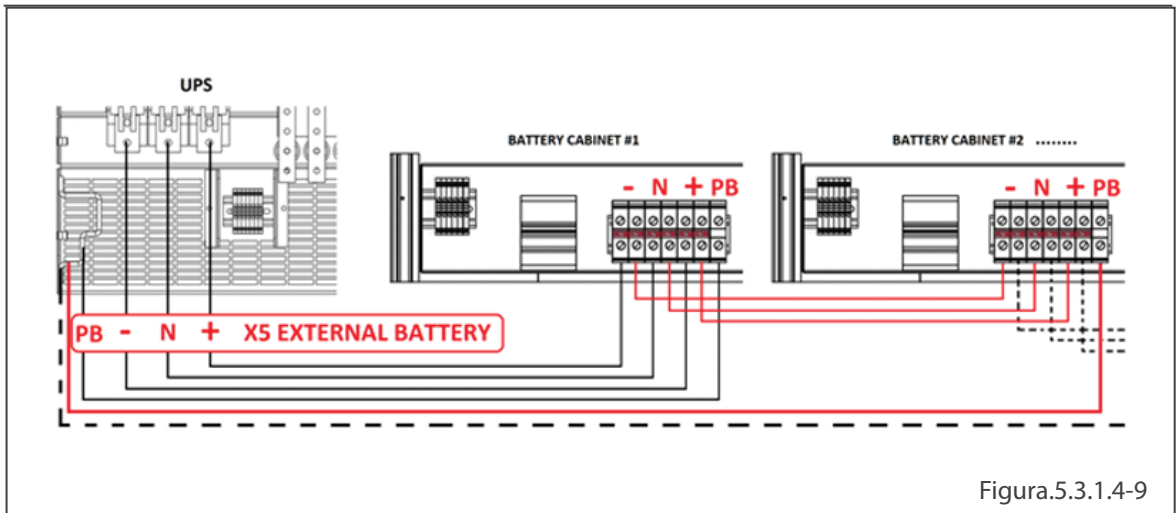 UPS
BATTERY CABINET #1
BATTERY CABINET #2 ........
- N + PB
- N + PB
PB - N + X5 EXTERNAL BATTERY
Figura.5.3.1.4-9